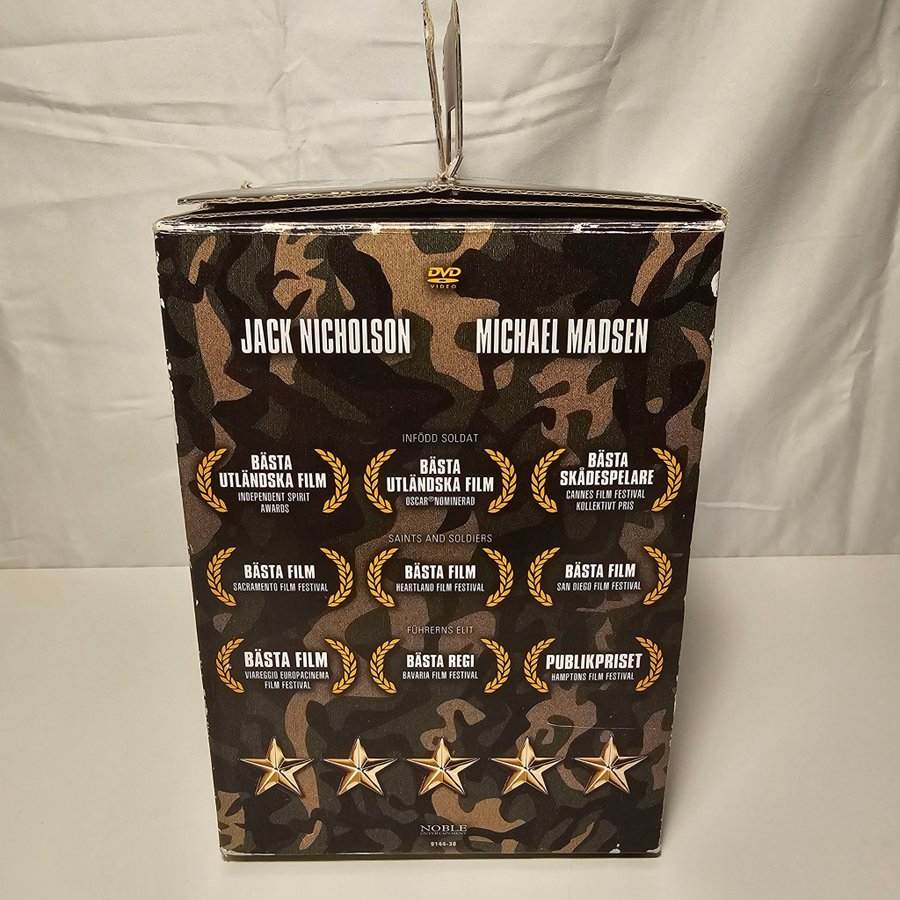 DVD
VIDEO
JACK NICHOLSON
MICHAEL MADSEN
INFÖDD SOLDAT
BÄSTA
UTLÄNDSKA FILM
INDEPENDENT SPIRIT
AWARDS
BÄSTA
UTLÄNDSKA FILM
OSCAR® NOMINERAD
BÄSTA
SKÅDESPELARE
CANNES FILM FESTIVAL
KOLLEKTIVT PRIS
SAINTS AND SOLDIERS
BÄSTA FILM
SACRAMENTO FILM FESTIVAL
BÄSTA FILM
HEARTLAND FILM FESTIVAL
BÄSTA FILM
SAN DIEGO FILM FESTIVAL
FÜHRERNS ELIT
BÄSTA FILM
VIAREGGIO EUROPACINEMA
FILM FESTIVAL
BÄSTA REGI
BAVARIA FILM FESTIVAL
PUBLIKPRISET
HAMPTONS FILM FESTIVAL
NOBLE
ENTERTAINMENT
9144-38